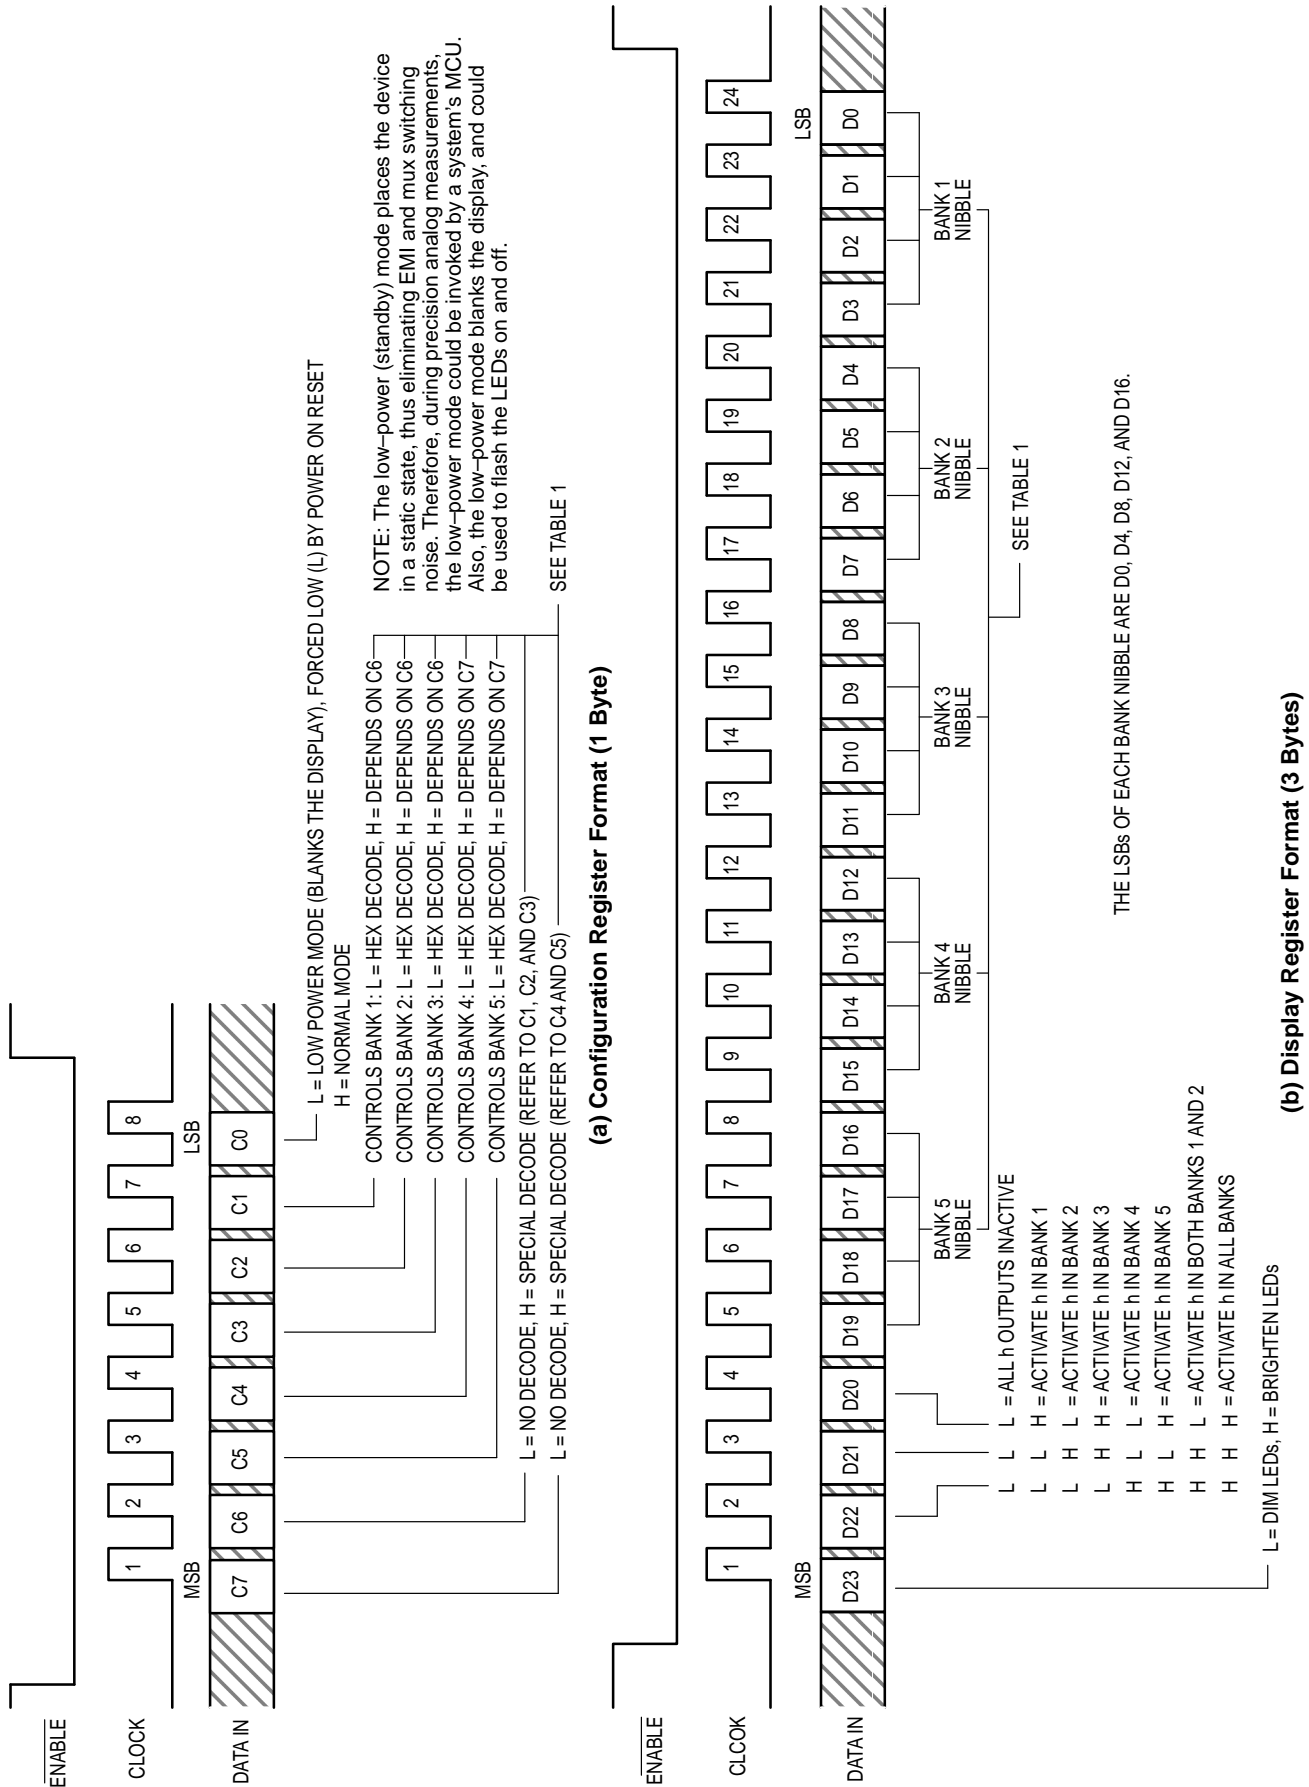 ENABLE
CLOCK
1 2 3 4 5 6 7 8
MSB LSB
DATA IN C7 C6 C5 C4 C3 C2 C1 C0
L = LOW POWER MODE (BLANKS THE DISPLAY), FORCED LOW (L) BY POWER ON RESET
H = NORMAL MODE
CONTROLS BANK 1: L = HEX DECODE, H = DEPENDS ON C6
CONTROLS BANK 2: L = HEX DECODE, H = DEPENDS ON C6
CONTROLS BANK 3: L = HEX DECODE, H = DEPENDS ON C6
CONTROLS BANK 4: L = HEX DECODE, H = DEPENDS ON C7
CONTROLS BANK 5: L = HEX DECODE, H = DEPENDS ON C7
L = NO DECODE, H = SPECIAL DECODE (REFER TO C1, C2, AND C3)
L = NO DECODE, H = SPECIAL DECODE (REFER TO C4 AND C5)
SEE TABLE 1
NOTE: The low–power (standby) mode places the device
in a static state, thus eliminating EMI and mux switching
noise. Therefore, during precision analog measurements,
the low–power mode could be invoked by a system's MCU.
Also, the low–power mode blanks the display, and could
be used to flash the LEDs on and off.
(a) Configuration Register Format (1 Byte)
ENABLE
CLCOK
1 2 3 4 5 6 7 8 9 10 11 12 13 14 15 16 17 18 19 20 21 22 23 24
MSB LSB
DATA IN D23 D22 D21 D20 D19 D18 D17 D16 D15 D14 D13 D12 D11 D10 D9 D8 D7 D6 D5 D4 D3 D2 D1 D0
BANK 5
NIBBLE
BANK 4
NIBBLE
BANK 3
NIBBLE
BANK 2
NIBBLE
BANK 1
NIBBLE
SEE TABLE 1
L L L = ALL h OUTPUTS INACTIVE
L L H = ACTIVATE h IN BANK 1
L H L = ACTIVATE h IN BANK 2
L H H = ACTIVATE h IN BANK 3
H L L = ACTIVATE h IN BANK 4
H L H = ACTIVATE h IN BANK 5
H H L = ACTIVATE h IN BOTH BANKS 1 AND 2
H H H = ACTIVATE h IN ALL BANKS
L = DIM LEDs, H = BRIGHTEN LEDs
THE LSBs OF EACH BANK NIBBLE ARE D0, D4, D8, D12, AND D16.
(b) Display Register Format (3 Bytes)